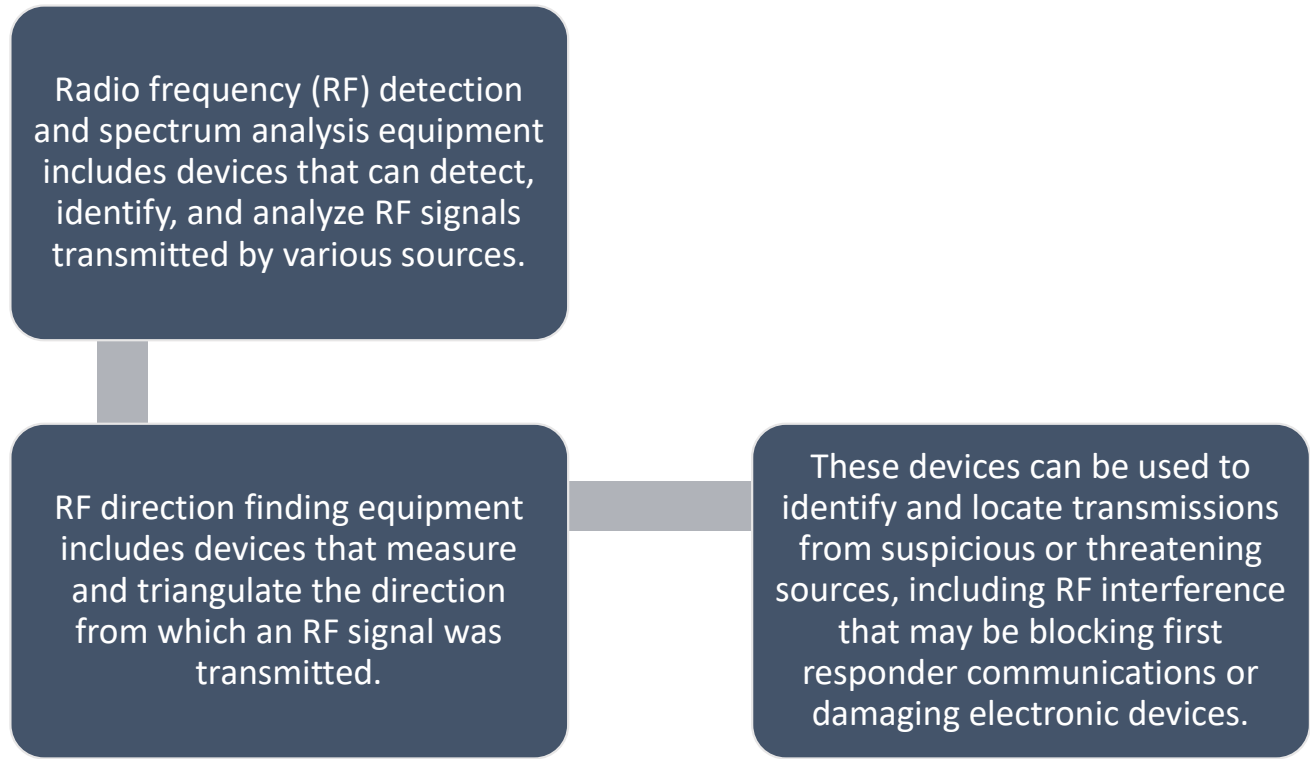 Radio frequency (RF) detection
and spectrum analysis equipment
includes devices that can detect,
identify, and analyze RF signals
transmitted by various sources.
RF direction finding equipment
includes devices that measure
and triangulate the direction
from which an RF signal was
transmitted.
These devices can be used to
identify and locate transmissions
from suspicious or threatening
sources, including RF interference
that may be blocking first
responder communications or
damaging electronic devices.